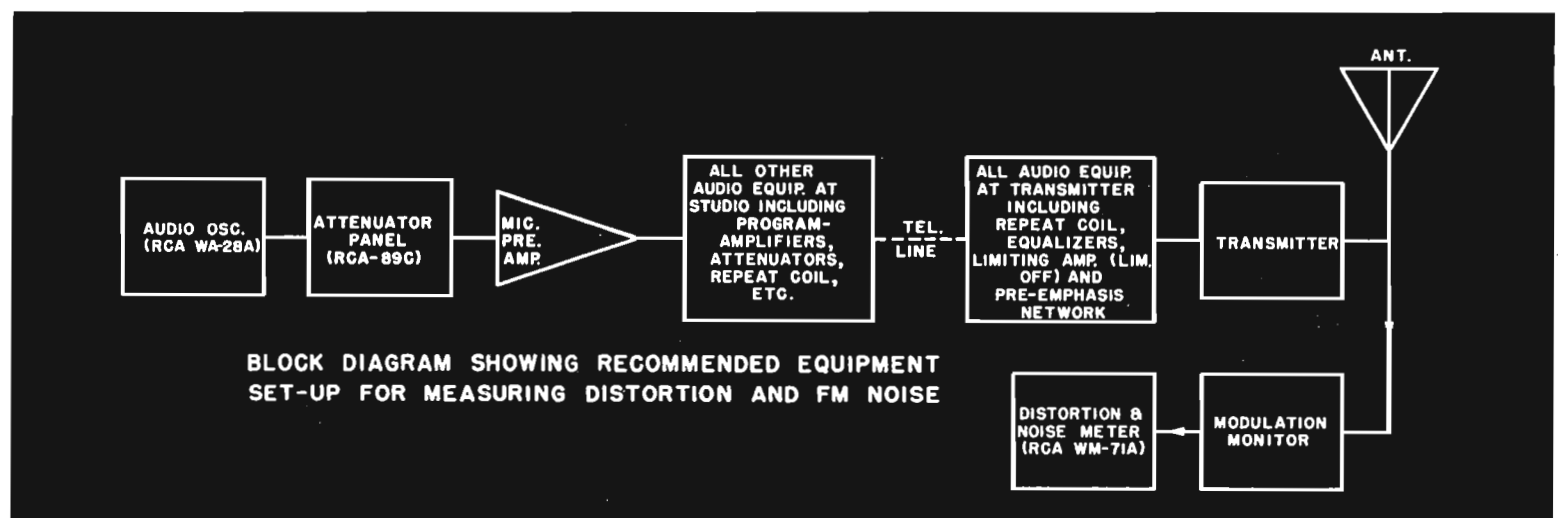 ANT.
AUDIO OSC.
(RCA WA-28A)
ATTENUATOR
PANEL
(RCA-89C)
MIC.
PRE.
AMP.
ALL OTHER
AUDIO EQUIP. AT
STUDIO INCLUDING
PROGRAM-
AMPLIFIERS,
ATTENUATORS,
REPEAT COIL,
ETC.
TEL.
LINE
ALL AUDIO EQUIP.
AT TRANSMITTER
INCLUDING
REPEAT COIL,
EQUALIZERS,
LIMITING AMP. (LIM.
OFF) AND
PRE-EMPHASIS
NETWORK
TRANSMITTER
BLOCK DIAGRAM SHOWING RECOMMENDED EQUIPMENT
SET-UP FOR MEASURING DISTORTION AND FM NOISE
DISTORTION &
NOISE METER
(RCA WM-71A)
MODULATION
MONITOR